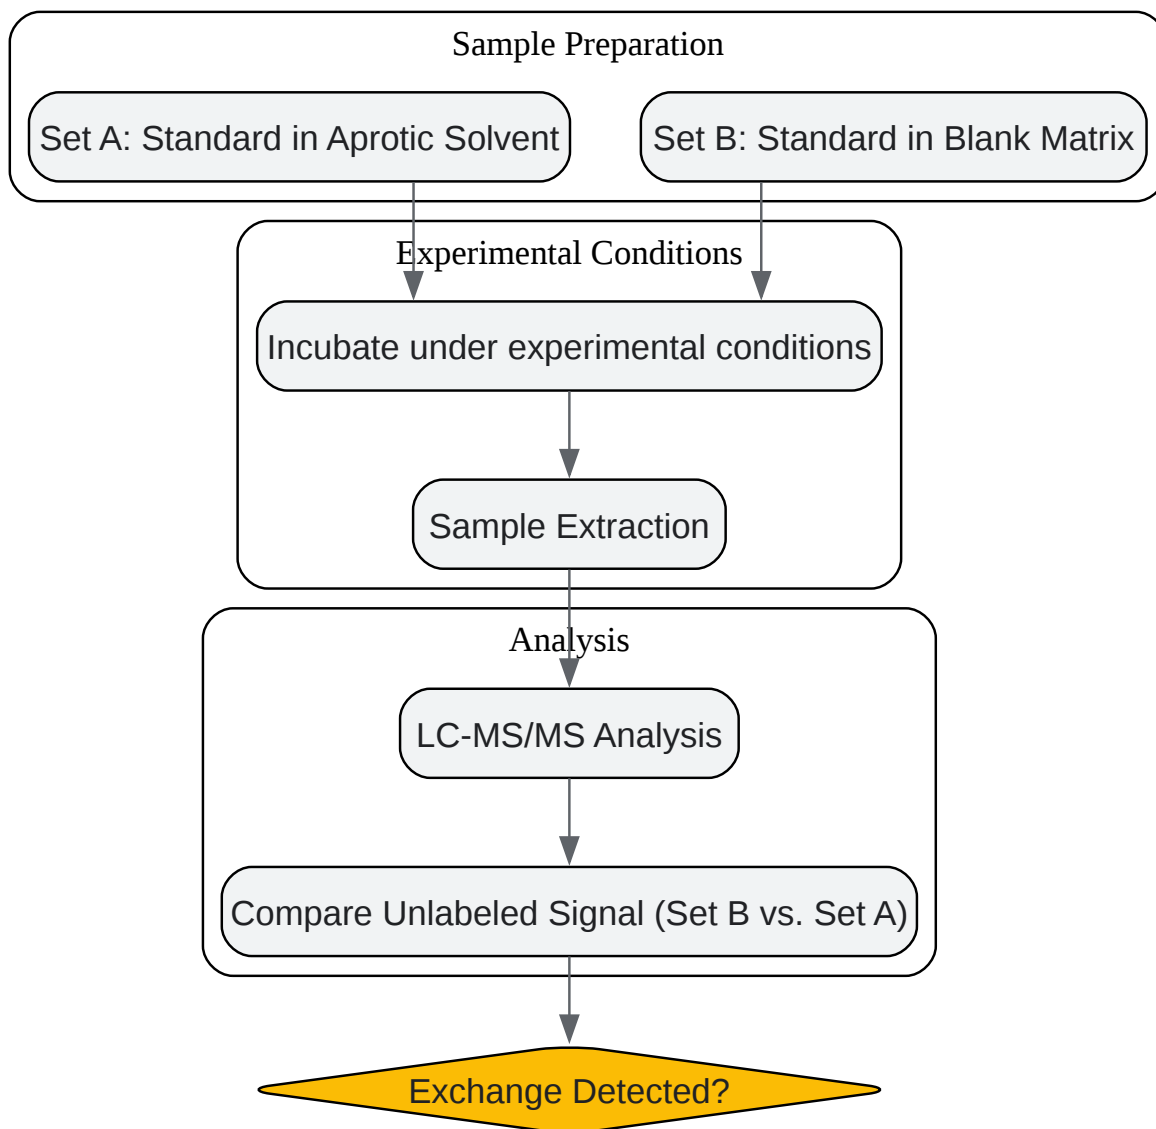 Sample Preparation
Set A: Standard in Aprotic Solvent
Set B: Standard in Blank Matrix
Experimental Conditions
Incubate under experimental conditions
Sample Extraction
Analysis
LC-MS/MS Analysis
Compare Unlabeled Signal (Set B vs. Set A)
Exchange Detected?